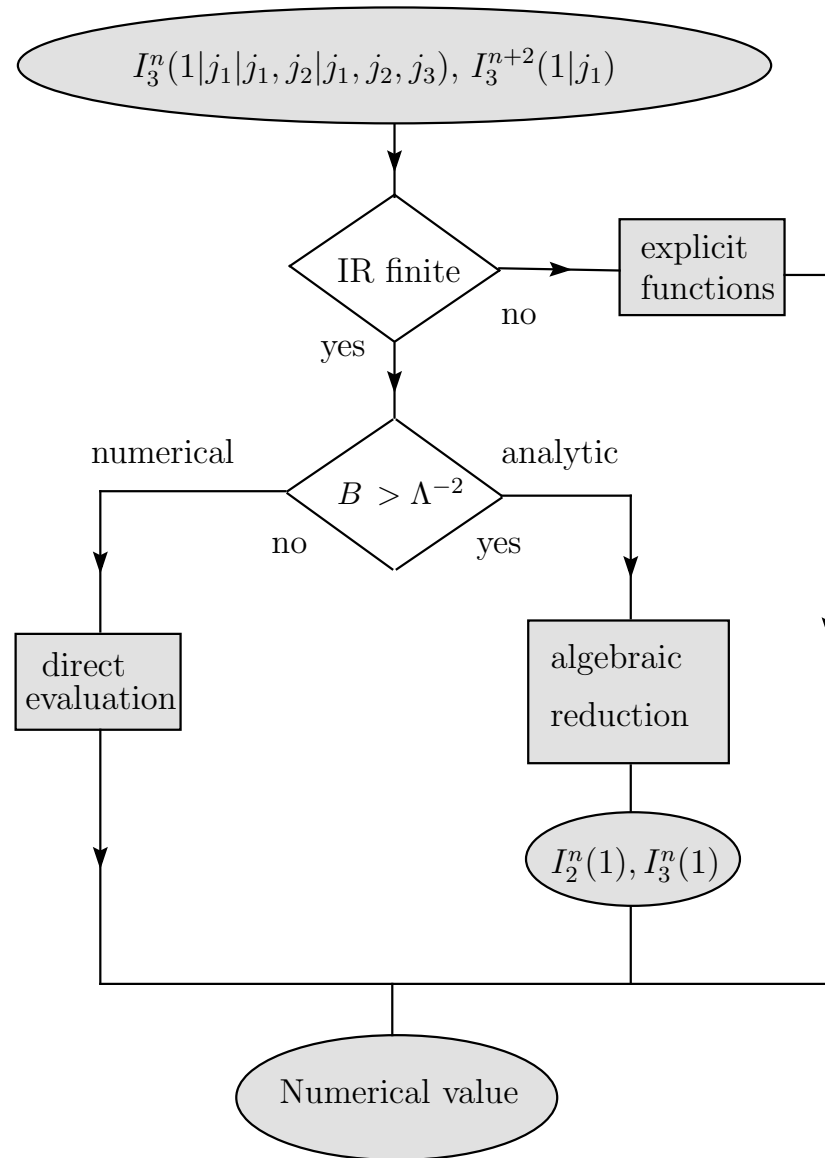 I_3^n(1|j_1|j_1, j_2|j_1, j_2, j_3), I_3^{n+2}(1|j_1)
IR finite
explicit
functions
no
yes
numerical
analytic
B > Λ^{-2}
no
yes
direct
evaluation
algebraic
reduction
I_2^n(1), I_3^n(1)
Numerical value